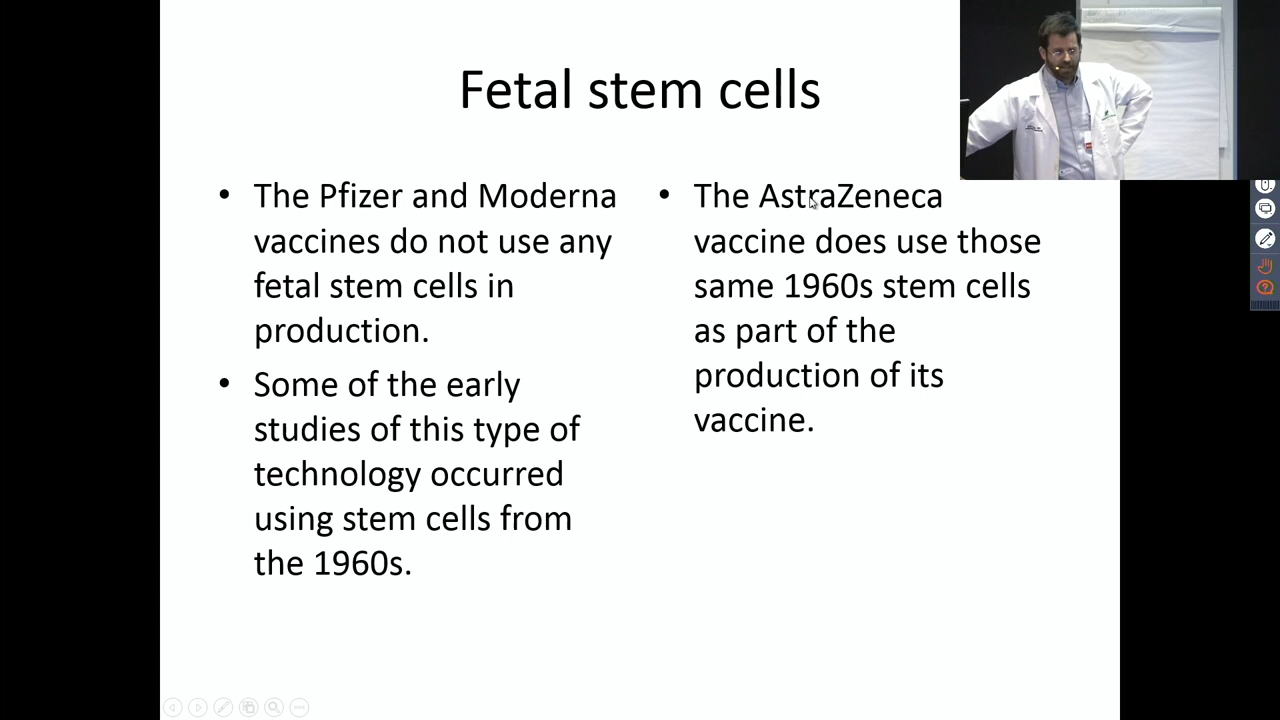 Fetal stem cells
• The Pfizer and Moderna
vaccines do not use any
fetal stem cells in
production.
• Some of the early
studies of this type of
technology occurred
using stem cells from
the 1960s.
• The AstraZeneca
vaccine does use those
same 1960s stem cells
as part of the
production of its
vaccine.